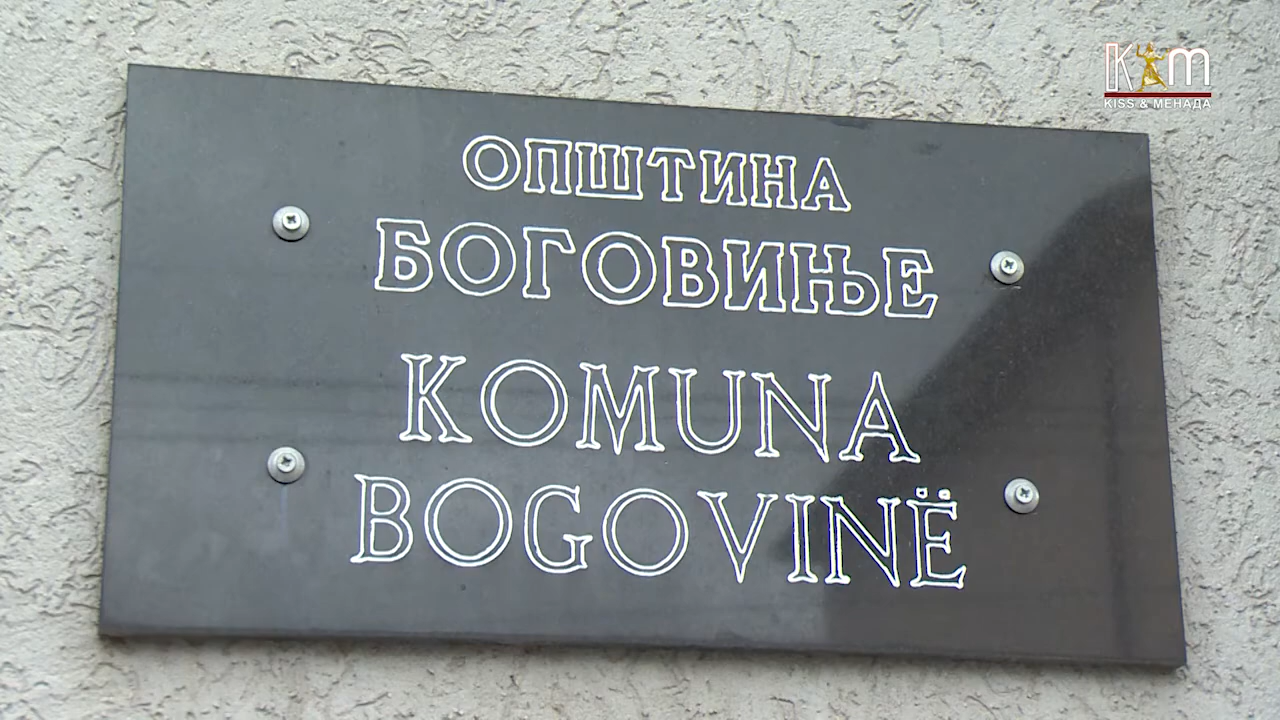 K m
KISS & МЕНАДА
ОПШТИНА
БОГОВИЊЕ
KOMUNA
BOGOVINË